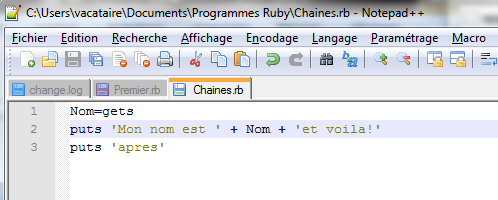 C:\Users\vacataire\Documents\Programmes Ruby\Chaines.rb - Notepad++
Fichier Edition Recherche Affichage Encodage Langage Paramétrage Macro
change.log Premier.rb Chaines.rb
1 Nom=gets
2 puts 'Mon nom est ' + Nom + 'et voila!'
3 puts 'apres'